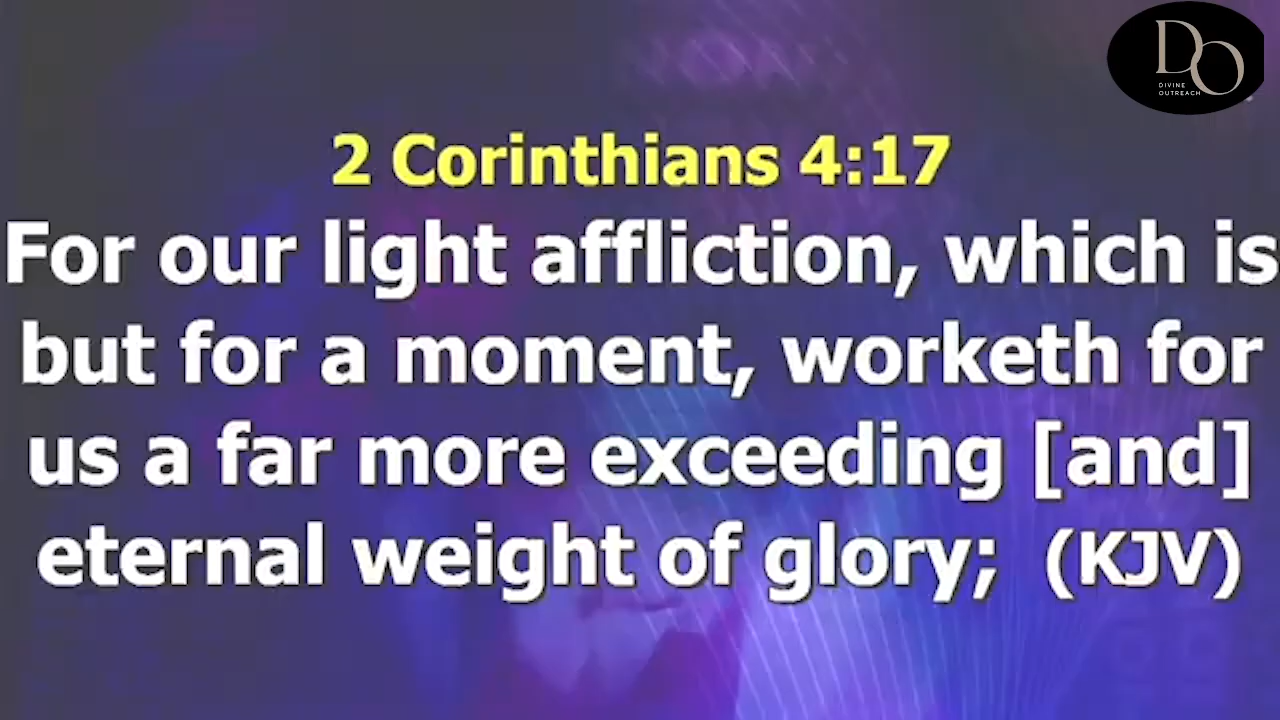 DO
DIVINE
OUTREACH
2 Corinthians 4:17
For our light affliction, which is
but for a moment, worketh for
us a far more exceeding [and]
eternal weight of glory; (KJV)